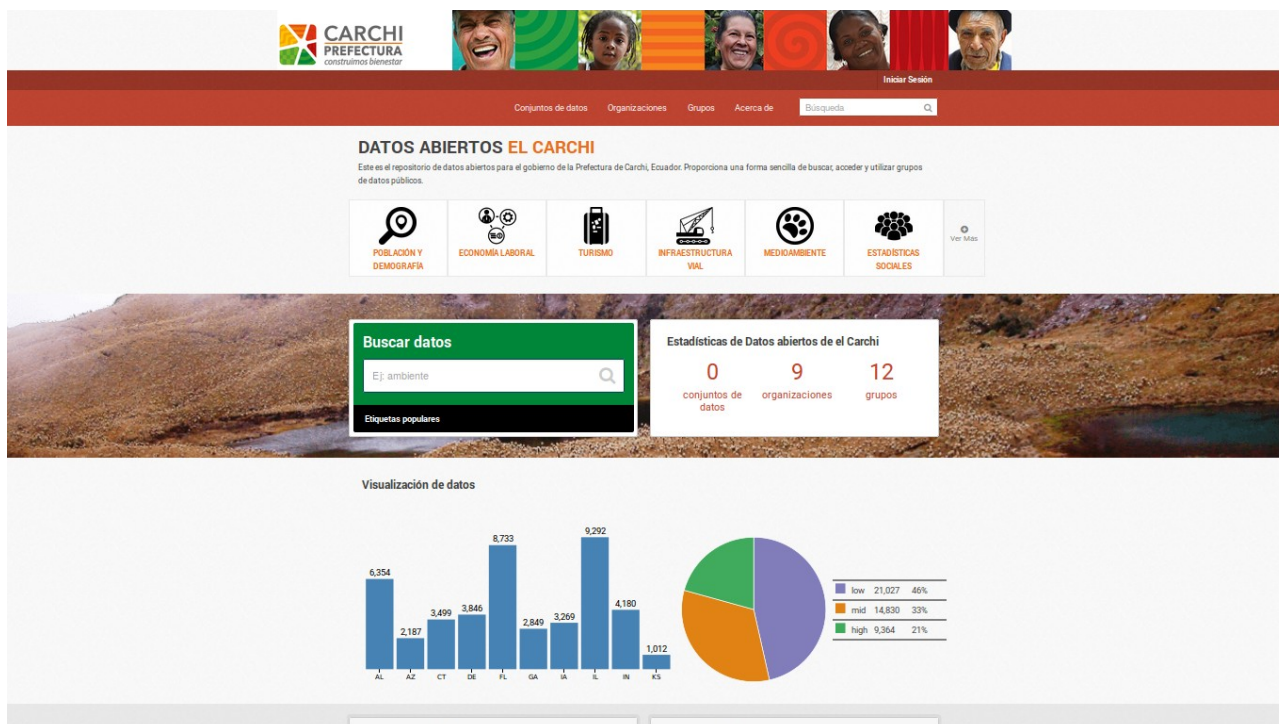 CARCHI
PREFECTURA
construimos bienestar
Iniciar Sesión
Conjuntos de datos Organizaciones Grupos Acerca de Búsqueda
DATOS ABIERTOS EL CARCHI
Este es el repositorio de datos abiertos para el gobierno de la Prefectura de Carchi, Ecuador. Proporciona una forma sencilla de buscar, acceder y utilizar grupos
de datos públicos.
POBLACIÓN Y
DEMOGRAFÍA
ECONOMÍA LABORAL
TURISMO
INFRAESTRUCTURA
VIAL
MEDIOAMBIENTE
ESTADÍSTICAS
SOCIALES
Ver Más
Buscar datos
Ej: ambiente
Etiquetas populares
Estadísticas de Datos abiertos de el Carchi
0 9 12
conjuntos de datos organizaciones grupos
Visualización de datos
6,354 2,187 3,499 3,846 8,733 2,849 3,269 9,292 4,180 1,012
AL AZ CT DE FL GA IA IL IN KS
low 21,027 46%
mid 14,830 33%
high 9,364 21%